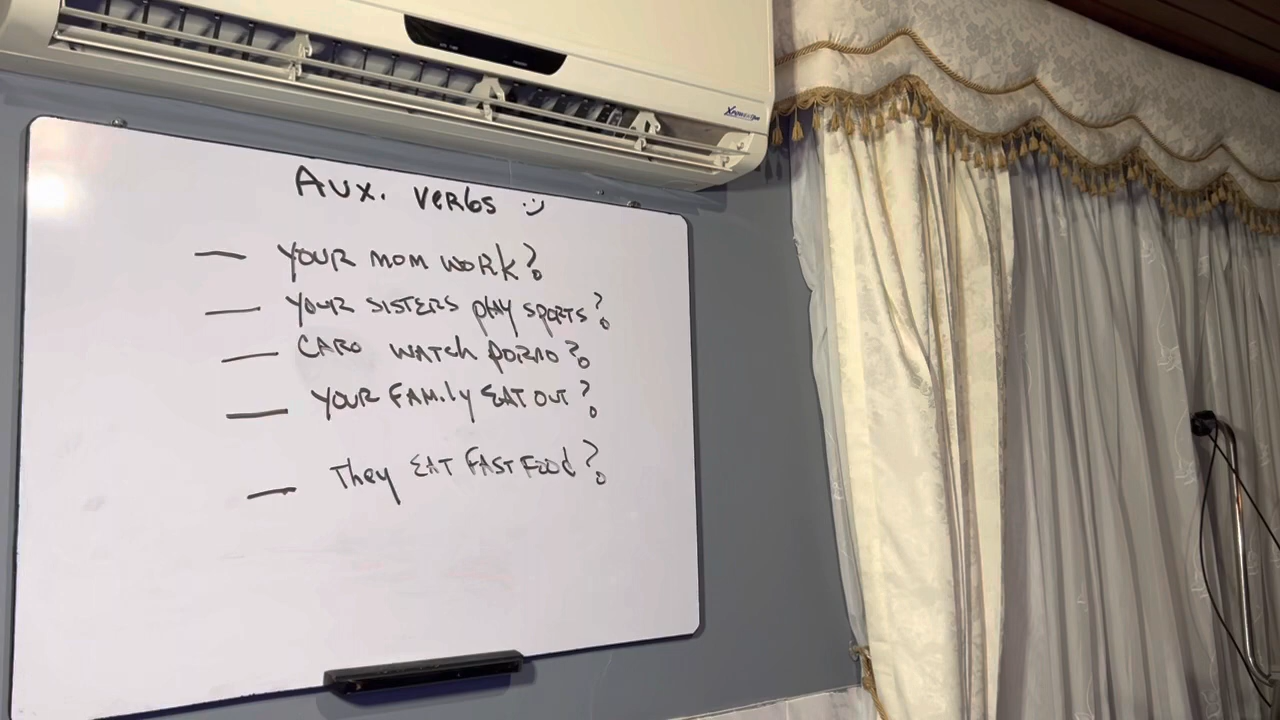 AUX. VERBS :)
— YOUR MOM WORK?
— YOUR SISTERS PLAY SPORTS?
— CARO WATCH PORNO?
— YOUR FAMILY EAT OUT?
— They EAT FAST FOOD?